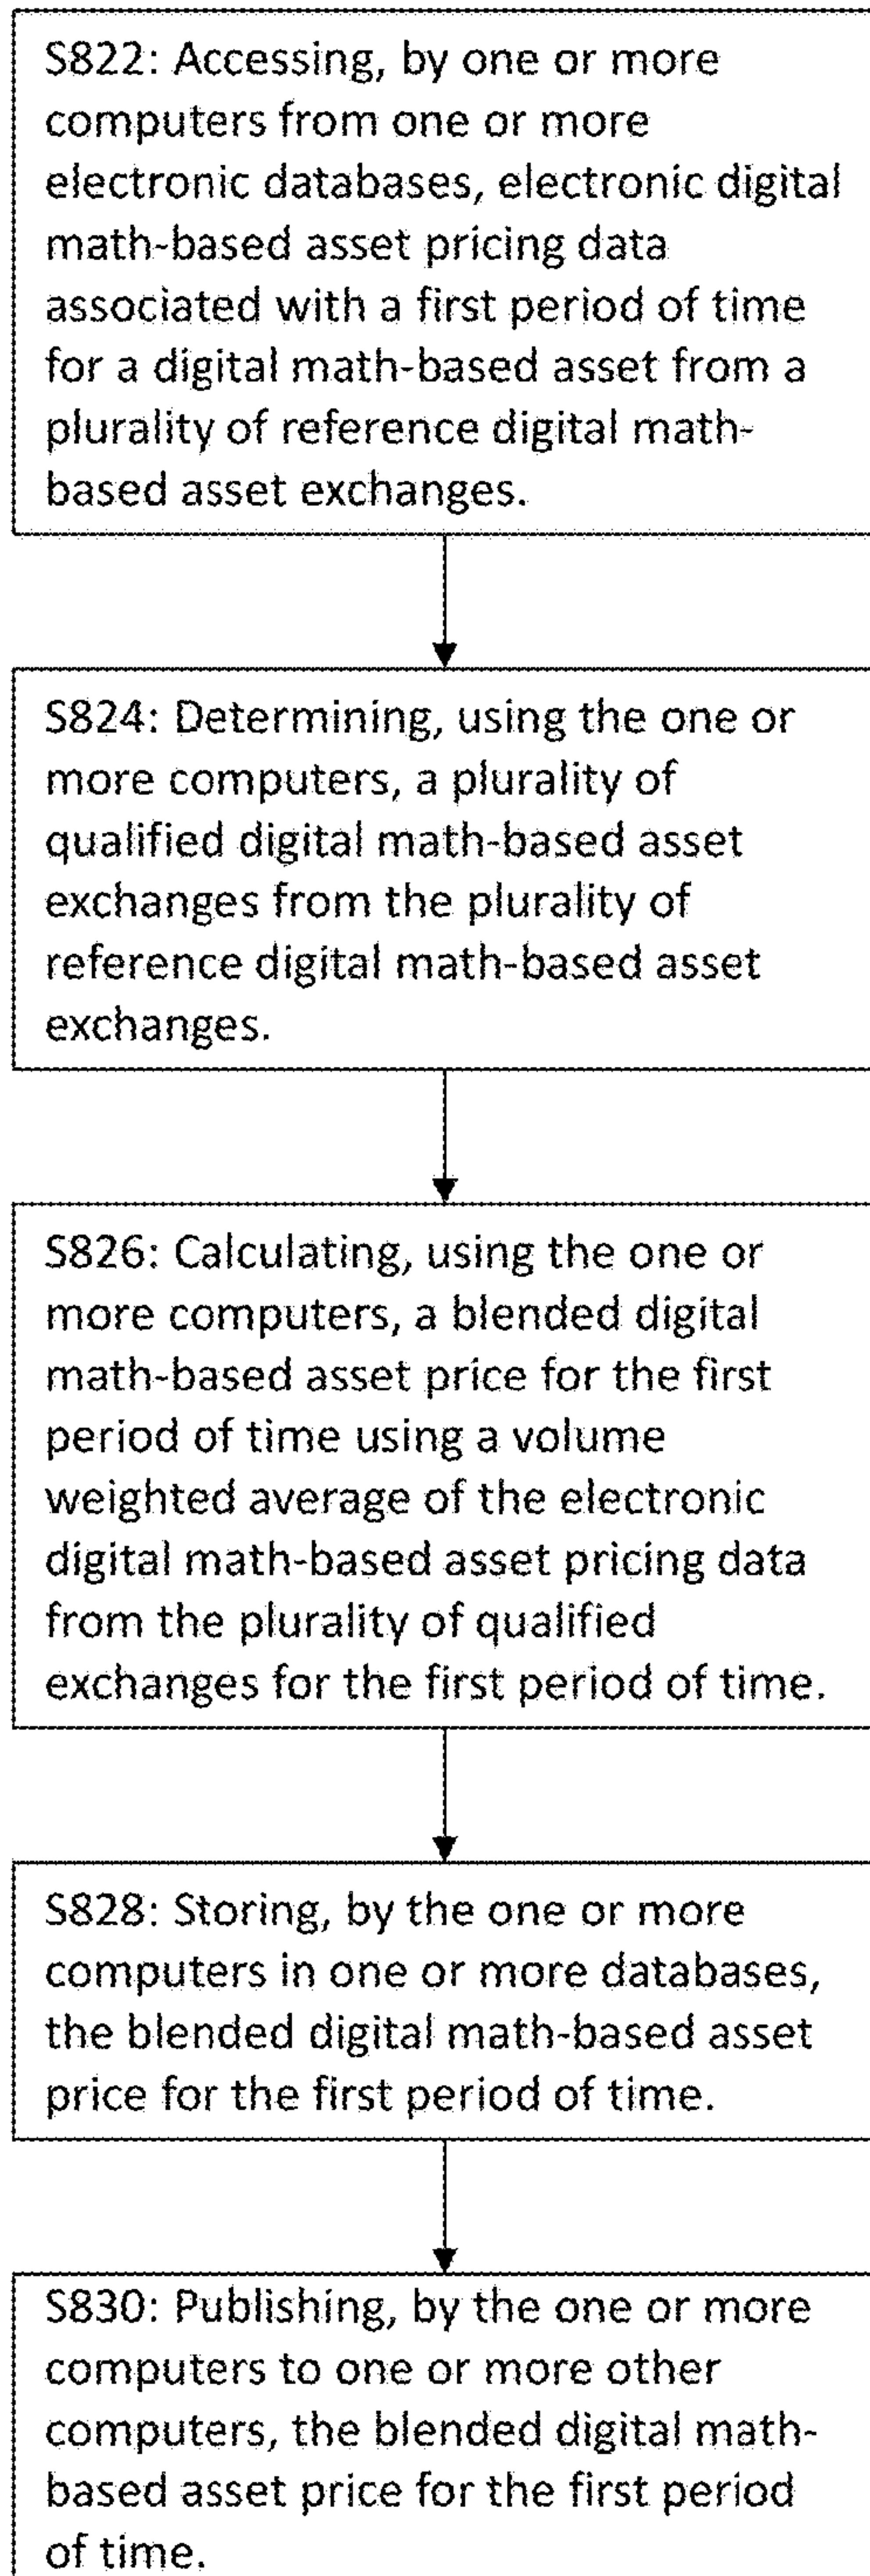 S822: Accessing, by one or more
computers from one or more
electronic databases, electronic digital
math-based asset pricing data
associated with a first period of time
for a digital math-based asset from a
plurality of reference digital math-
based asset exchanges.
S824: Determining, using the one or
more computers, a plurality of
qualified digital math-based asset
exchanges from the plurality of
reference digital math-based asset
exchanges.
S826: Calculating, using the one or
more computers, a blended digital
math-based asset price for the first
period of time using a volume
weighted average of the electronic
digital math-based asset pricing data
from the plurality of qualified
exchanges for the first period of time.
S828: Storing, by the one or more
computers in one or more databases,
the blended digital math-based asset
price for the first period of time.
S830: Publishing, by the one or more
computers to one or more other
computers, the blended digital math-
based asset price for the first period
of time.